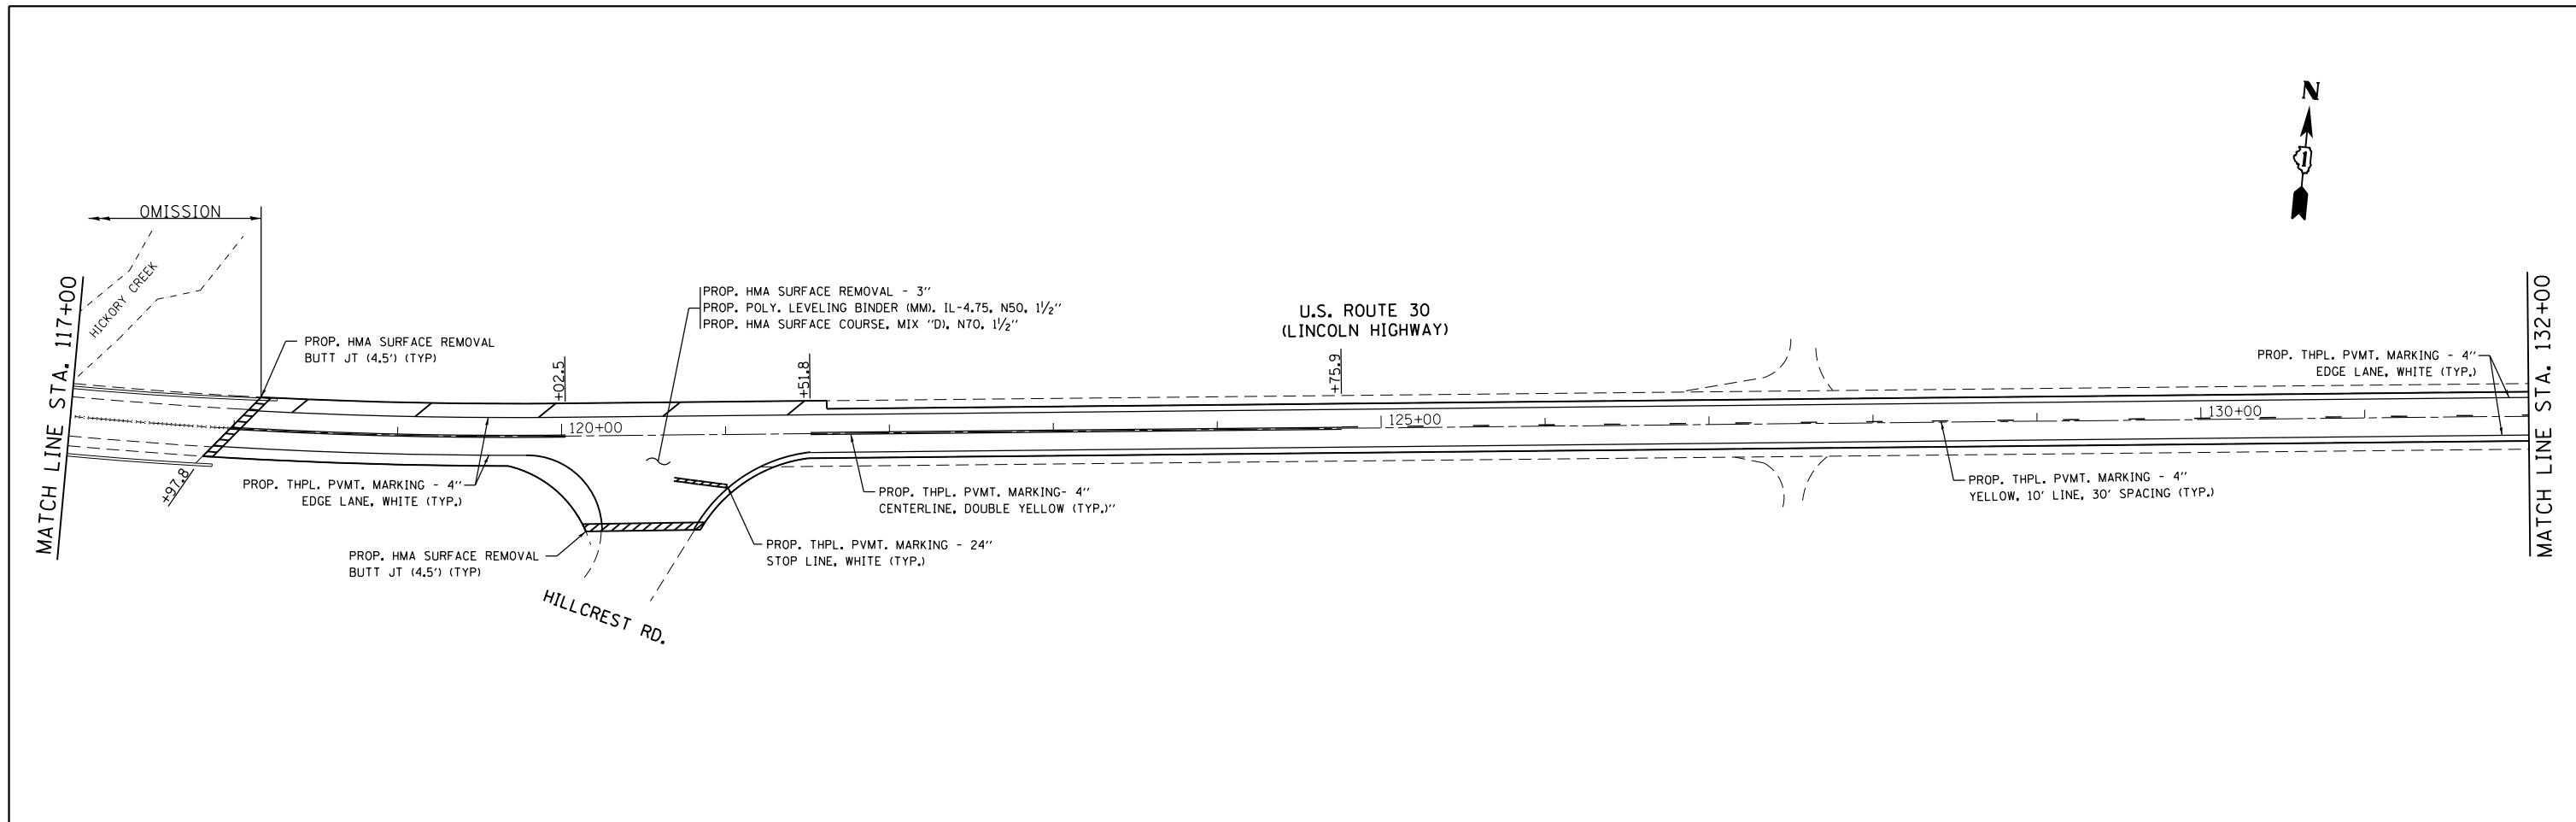 N
1
OMISSION
HICKORY CREEK
MATCH LINE STA. 117+00
PROP. HMA SURFACE REMOVAL
BUTT JT (4.5') (TYP)
+97.8
PROP. THPL. PVMT. MARKING - 4"
EDGE LANE, WHITE (TYP.)
+02.5
120+00
PROP. HMA SURFACE REMOVAL - 3"
PROP. POLY. LEVELING BINDER (MM), IL-4.75, N50, 1½"
PROP. HMA SURFACE COURSE, MIX "D), N70, 1½"
+51.8
PROP. HMA SURFACE REMOVAL
BUTT JT (4.5') (TYP)
HILLCREST RD.
PROP. THPL. PVMT. MARKING - 24"
STOP LINE, WHITE (TYP.)
PROP. THPL. PVMT. MARKING- 4"
CENTERLINE, DOUBLE YELLOW (TYP.)"
U.S. ROUTE 30
(LINCOLN HIGHWAY)
+75.9
125+00
PROP. THPL. PVMT. MARKING - 4"
YELLOW, 10' LINE, 30' SPACING (TYP.)
130+00
PROP. THPL. PVMT. MARKING - 4"
EDGE LANE, WHITE (TYP.)
MATCH LINE STA. 132+00